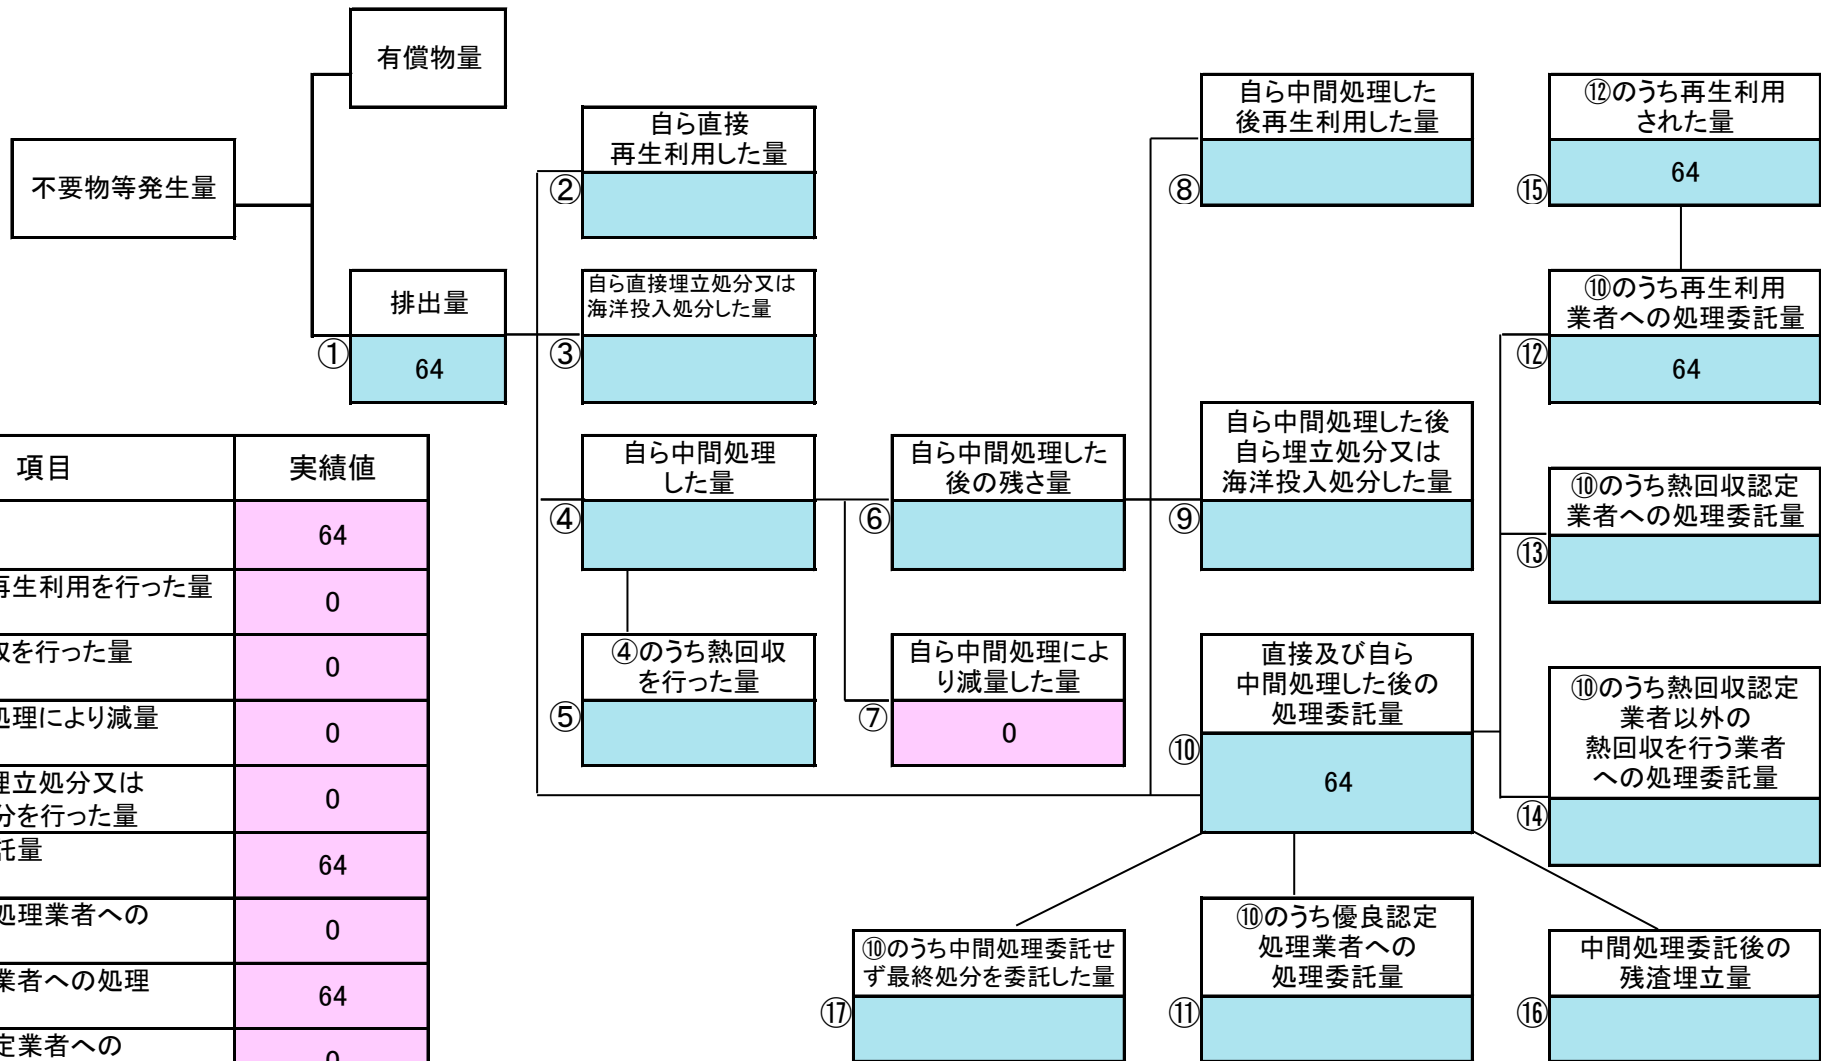 有償物量
不要物等発生量
排出量
①
64
自ら直接
再生利用した量
②
自ら直接埋立処分又は
海洋投入処分した量
③
自ら中間処理
した量
④
④のうち熱回収
を行った量
⑤
自ら中間処理した
後の残さ量
⑥
自ら中間処理によ
り減量した量
⑦
0
自ら中間処理した
後再生利用した量
⑧
自ら中間処理した後
自ら埋立処分又は
海洋投入処分した量
⑨
直接及び自ら
中間処理した後の
処理委託量
⑩
64
⑫のうち再生利用
された量
⑮
64
⑩のうち再生利用
業者への処理委託量
⑫
64
⑩のうち熱回収認定
業者への処理委託量
⑬
⑩のうち熱回収認定
業者以外の
熱回収を行う業者
への処理委託量
⑭
⑩のうち中間処理委託せ
ず最終処分を委託した量
⑰
⑩のうち優良認定
処理業者への
処理委託量
⑪
中間処理委託後の
残渣埋立量
⑯
項目 実績値
64
再生利用を行った量 0
を行った量 0
処理により減量 0
埋立処分又は
分を行った量 0
託量 64
処理業者への 0
業者への処理 64
定業者への 0